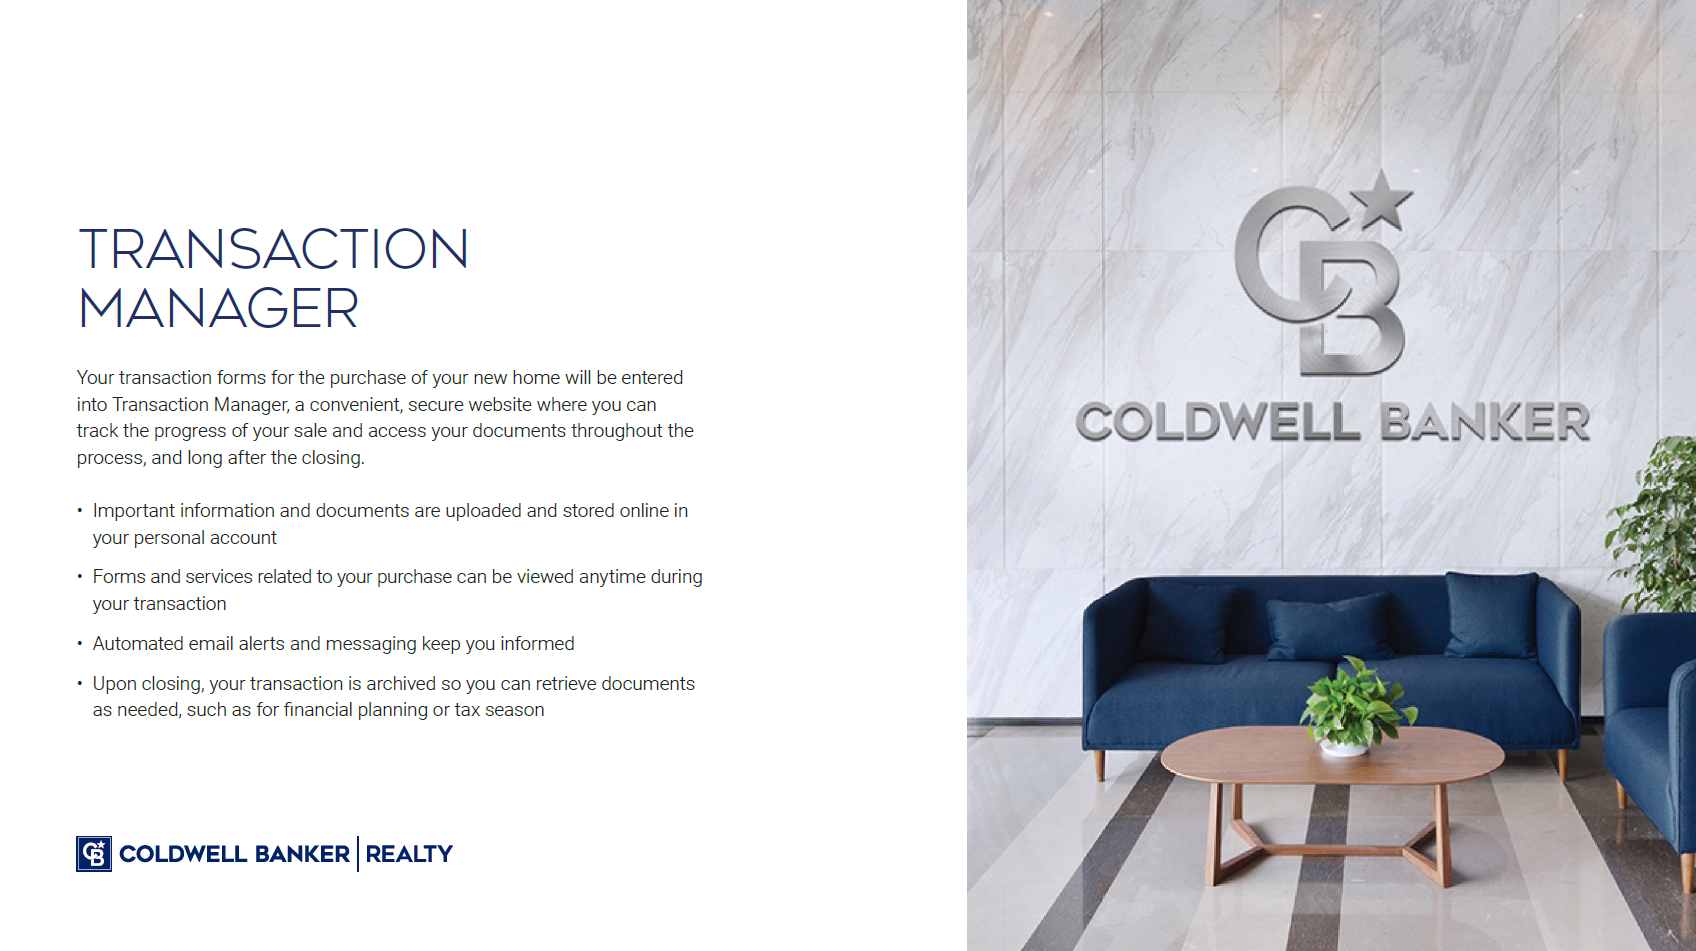 TRANSACTION
MANAGER
Your transaction forms for the purchase of your new home will be entered
into Transaction Manager, a convenient, secure website where you can
track the progress of your sale and access your documents throughout the
process, and long after the closing.
• Important information and documents are uploaded and stored online in
your personal account
• Forms and services related to your purchase can be viewed anytime during
your transaction
• Automated email alerts and messaging keep you informed
• Upon closing, your transaction is archived so you can retrieve documents
as needed, such as for financial planning or tax season
CB COLDWELL BANKER | REALTY
CB
COLDWELL BANKER